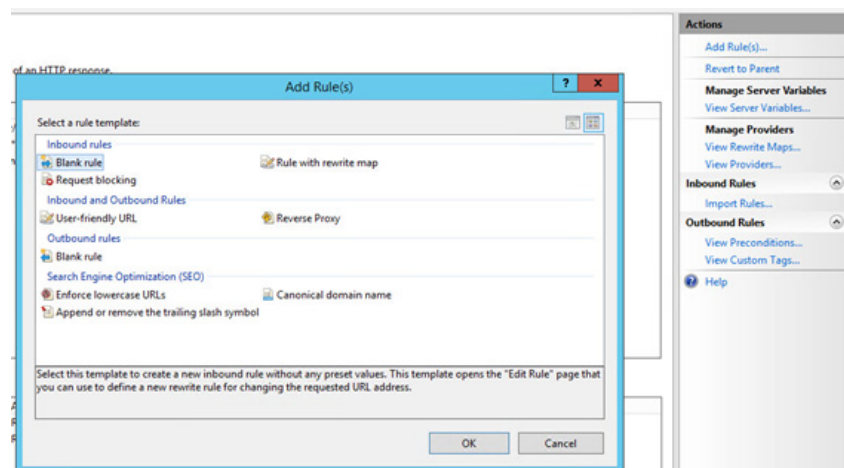 of an HTTP response.
Add Rule(s)
?
x
Select a rule template:
Inbound rules
Blank rule
Rule with rewrite map
Request blocking
Inbound and Outbound Rules
User-friendly URL
Reverse Proxy
Outbound rules
Blank rule
Search Engine Optimization (SEO)
Enforce lowercase URLs
Canonical domain name
Append or remove the trailing slash symbol
Select this template to create a new inbound rule without any preset values. This template opens the "Edit Rule" page that
you can use to define a new rewrite rule for changing the requested URL address.
OK
Cancel
A
R
R
Actions
Add Rule(s)...
Revert to Parent
Manage Server Variables
View Server Variables...
Manage Providers
View Rewrite Maps...
View Providers...
Inbound Rules
Import Rules...
Outbound Rules
View Preconditions...
View Custom Tags...
Help